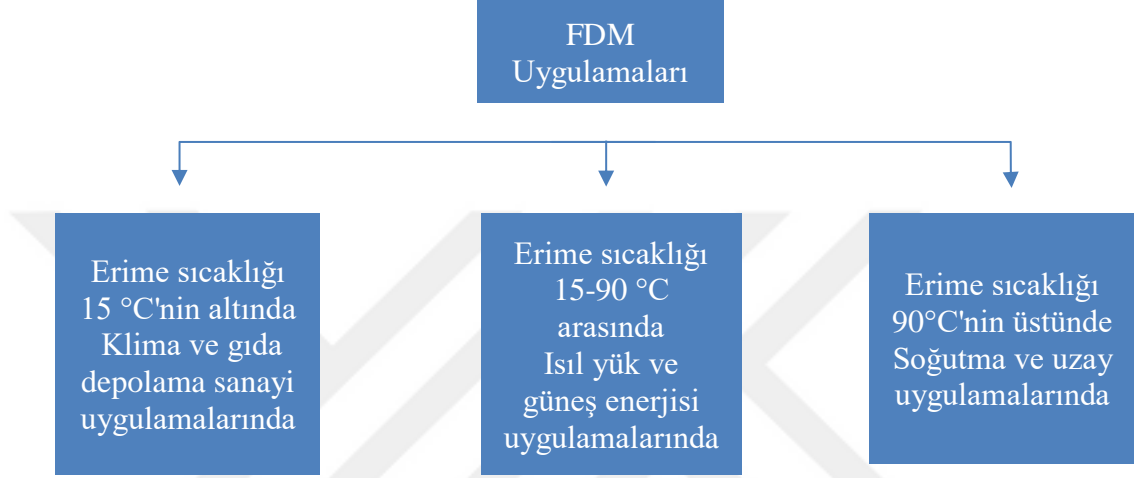 FDM
Uygulamaları
Erime sıcaklığı
15 °C'nin altında
Klima ve gıda
depolama sanayi
uygulamalarında
Erime sıcaklığı
15-90 °C
arasında
Isıl yük ve
güneş enerjisi
uygulamalarında
Erime sıcaklığı
90°C'nin üstünde
Soğutma ve uzay
uygulamalarında